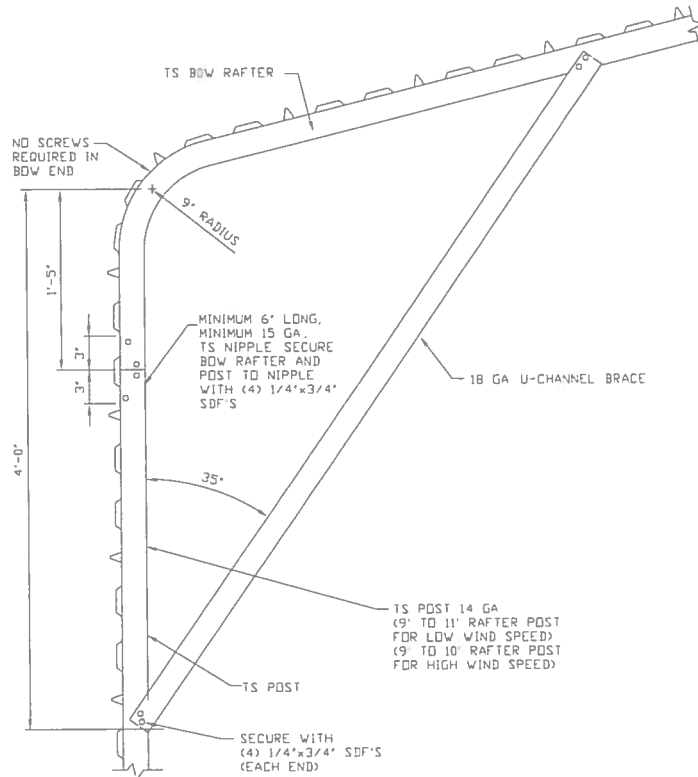 TS BOW RAFTER
NO SCREWS
REQUIRED IN
BOW END
9" RADIUS
1'-5"
MINIMUM 6" LONG,
MINIMUM 15 GA,
TS NIPPLE SECURE
BOW RAFTER AND
POST TO NIPPLE
WITH (4) 1/4"x3/4"
SDF'S
3"
3"
18 GA U-CHANNEL BRACE
4'-0"
35°
TS POST 14 GA
(9' TO 11' RAFTER POST
FOR LOW WIND SPEED)
(9' TO 10' RAFTER POST
FOR HIGH WIND SPEED)
TS POST
SECURE WITH
(4) 1/4"x3/4" SDF'S
(EACH END)